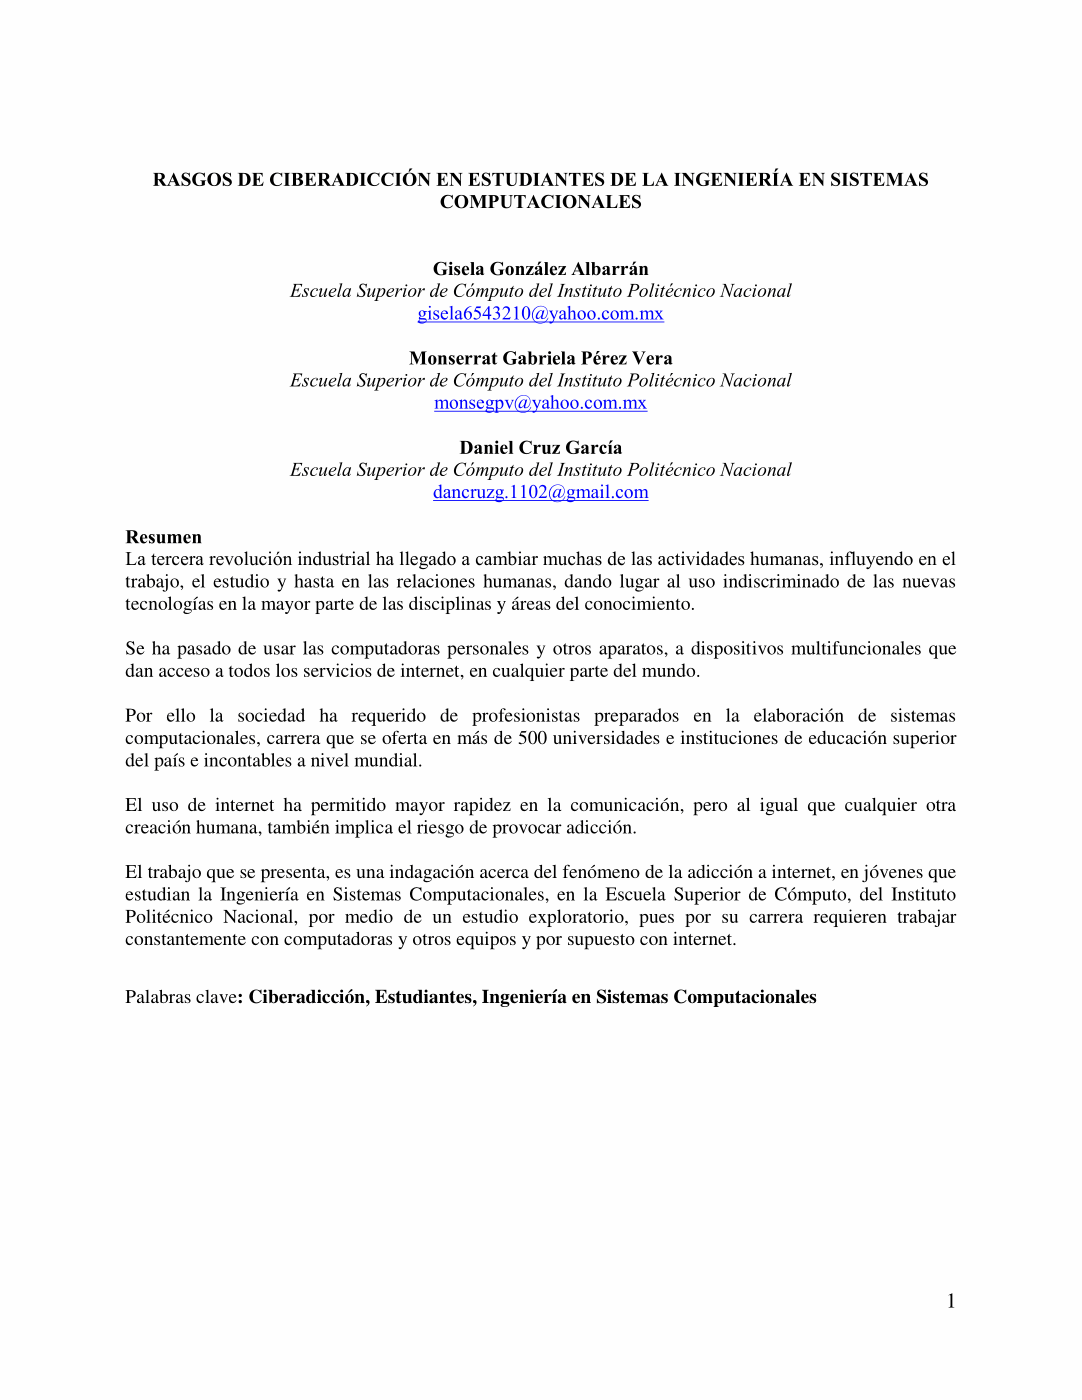 RASGOS DE CIBERADICCIÓN EN ESTUDIANTES DE LA INGENIERÍA EN SISTEMAS
COMPUTACIONALES
Gisela González Albarrán
Escuela Superior de Cómputo del Instituto Politécnico Nacional
gisela6543210@yahoo.com.mx
Monserrat Gabriela Pérez Vera
Escuela Superior de Cómputo del Instituto Politécnico Nacional
monsegpv@yahoo.com.mx
Daniel Cruz García
Escuela Superior de Cómputo del Instituto Politécnico Nacional
dancruzg.1102@gmail.com
Resumen
La tercera revolución industrial ha llegado a cambiar muchas de las actividades humanas, influyendo en el
trabajo, el estudio y hasta en las relaciones humanas, dando lugar al uso indiscriminado de las nuevas
tecnologías en la mayor parte de las disciplinas y áreas del conocimiento.
Se ha pasado de usar las computadoras personales y otros aparatos, a dispositivos multifuncionales que
dan acceso a todos los servicios de internet, en cualquier parte del mundo.
Por ello la sociedad ha requerido de profesionistas preparados en la elaboración de sistemas
computacionales, carrera que se oferta en más de 500 universidades e instituciones de educación superior
del país e incontables a nivel mundial.
El uso de internet ha permitido mayor rapidez en la comunicación, pero al igual que cualquier otra
creación humana, también implica el riesgo de provocar adicción.
El trabajo que se presenta, es una indagación acerca del fenómeno de la adicción a internet, en jóvenes que
estudian la Ingeniería en Sistemas Computacionales, en la Escuela Superior de Cómputo, del Instituto
Politécnico Nacional, por medio de un estudio exploratorio, pues por su carrera requieren trabajar
constantemente con computadoras y otros equipos y por supuesto con internet.
Palabras clave: Ciberadicción, Estudiantes, Ingeniería en Sistemas Computacionales
1